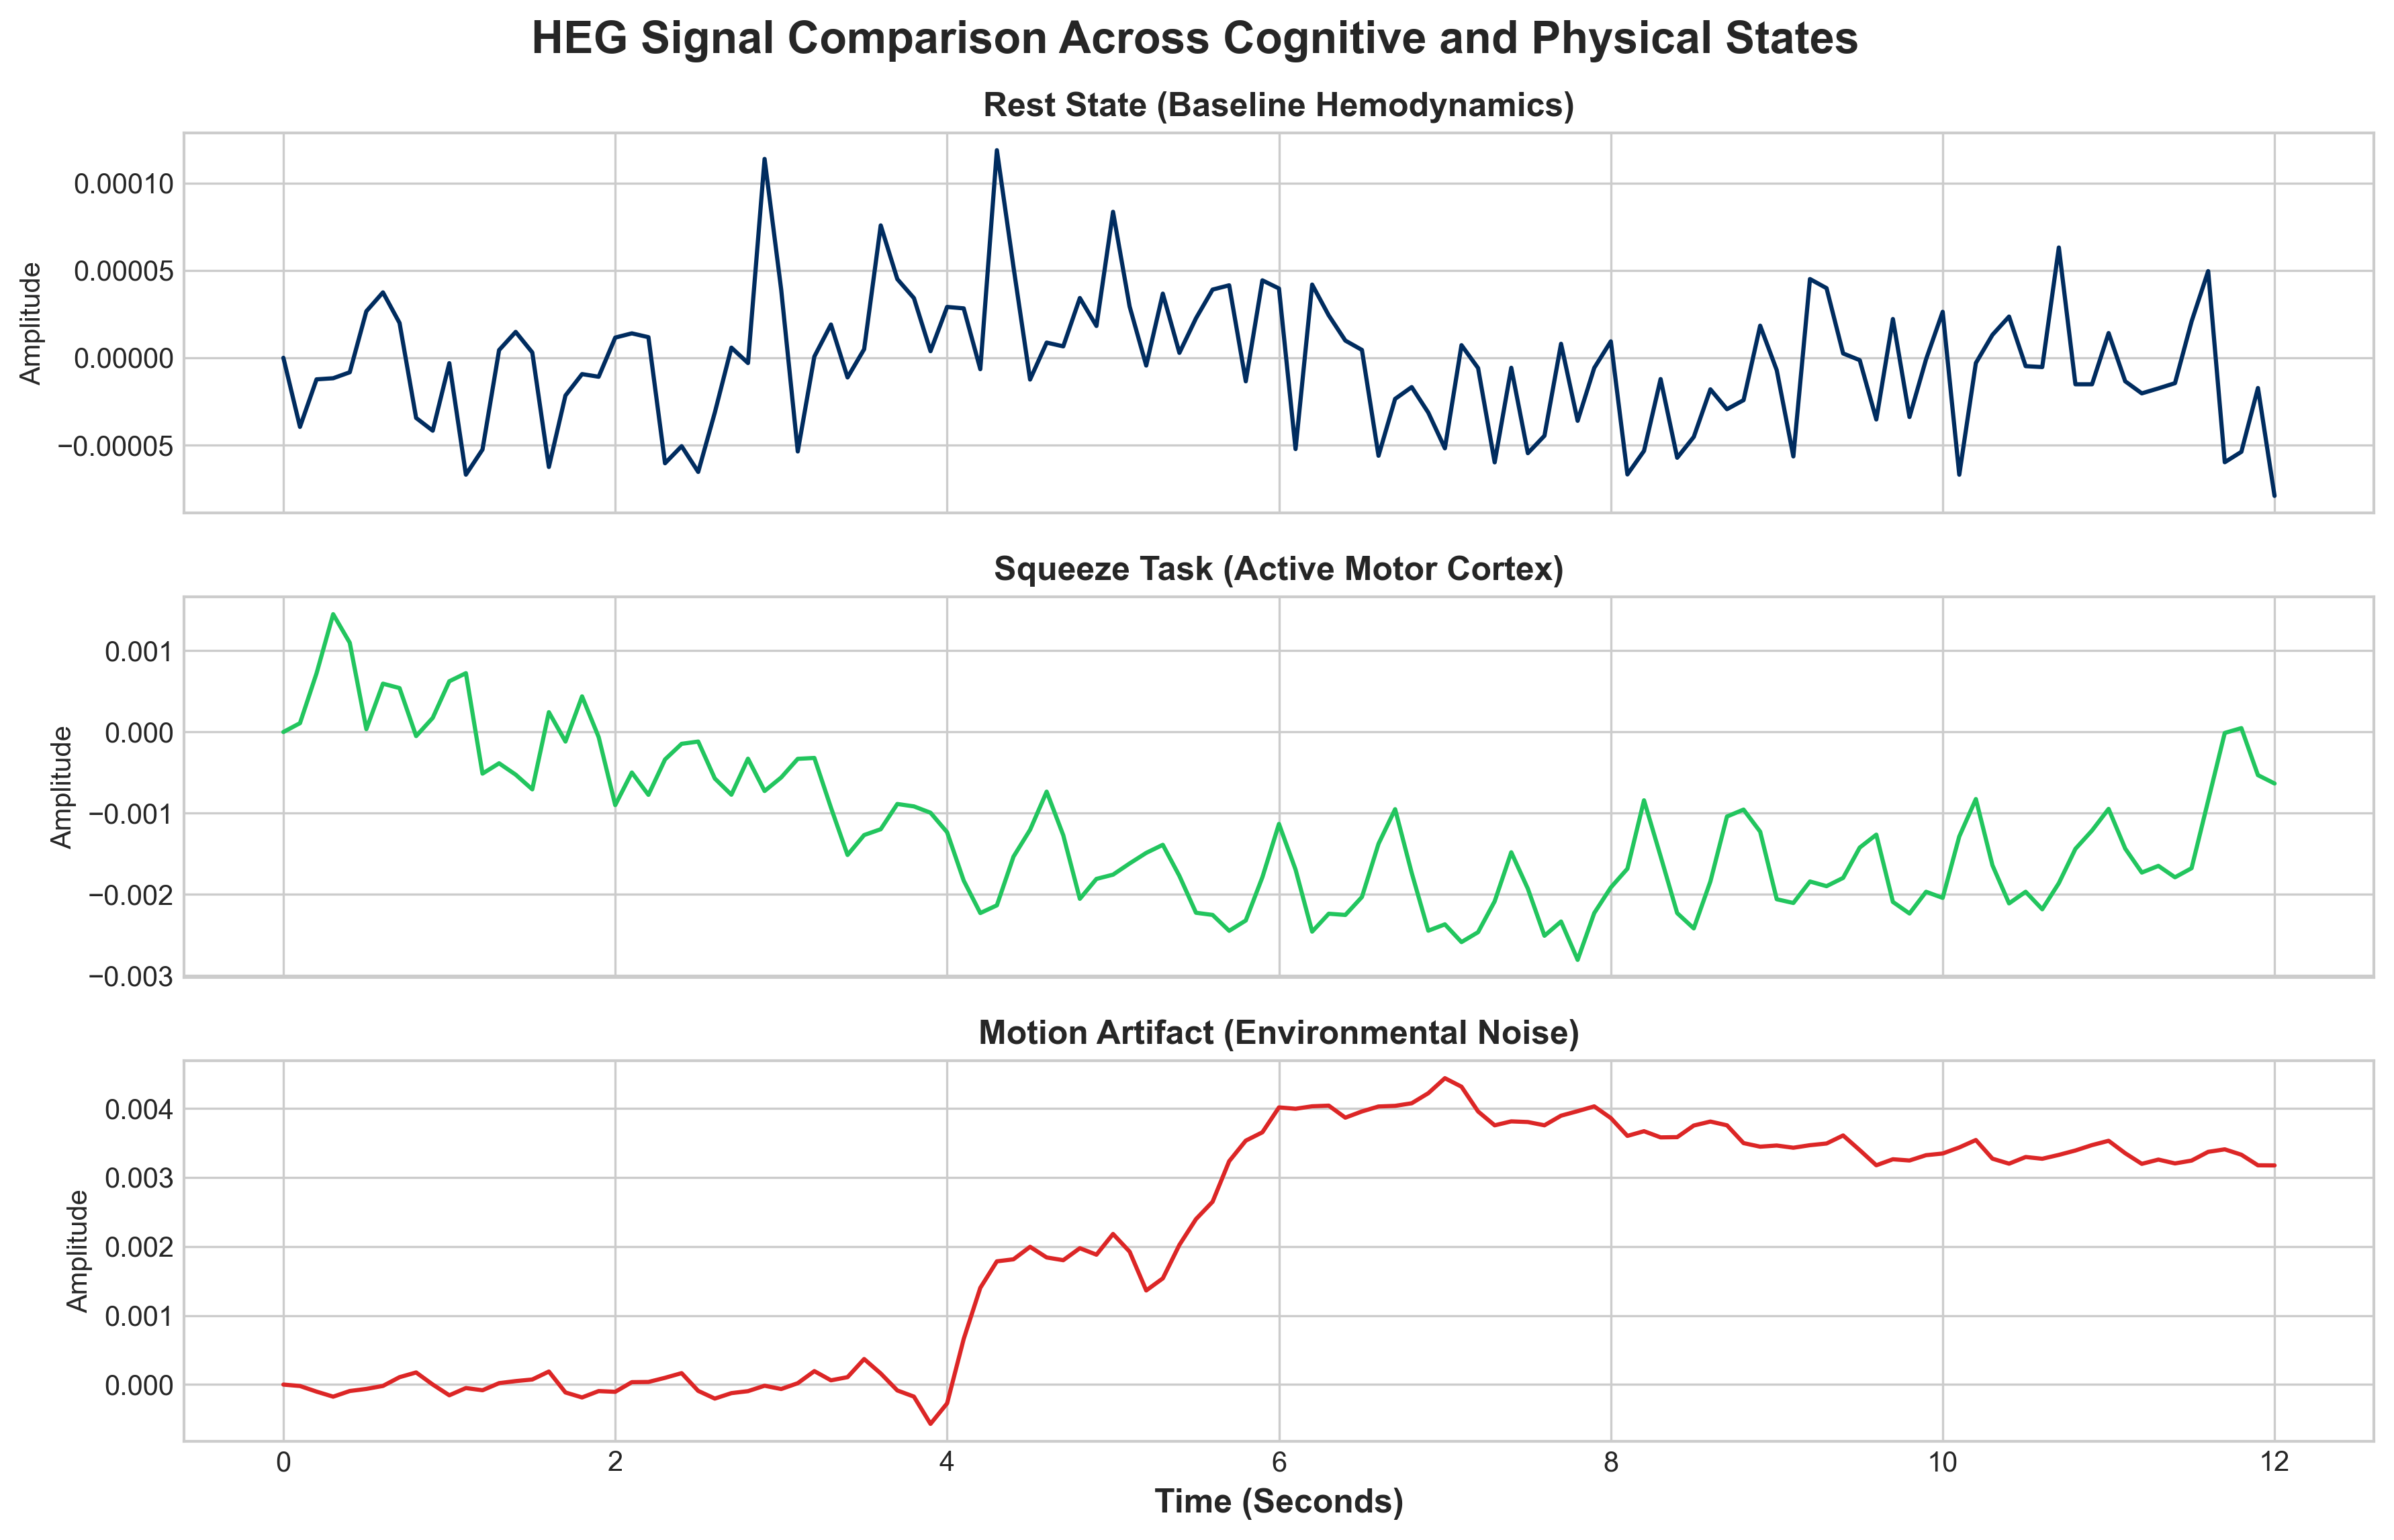 HEG Signal Comparison Across Cognitive and Physical States
Rest State (Baseline Hemodynamics)
Amplitude
0.00010
0.00005
0.00000
−0.00005
Squeeze Task (Active Motor Cortex)
Amplitude
0.001
0.000
−0.001
−0.002
−0.003
Motion Artifact (Environmental Noise)
Amplitude
0.004
0.003
0.002
0.001
0.000
0 2 4 6 8 10 12
Time (Seconds)